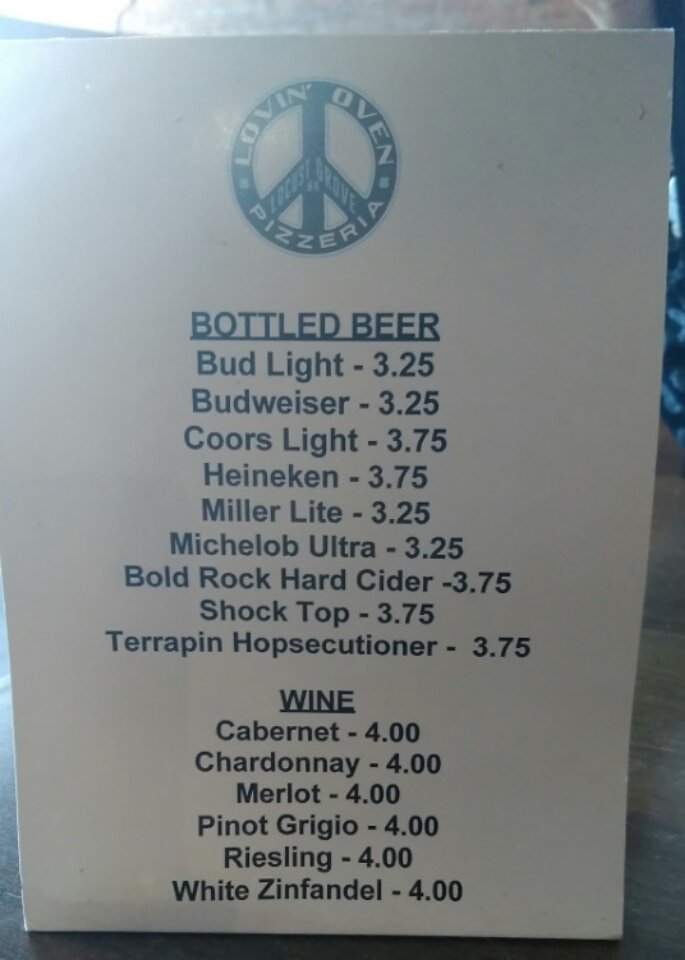 LOVIN' OVEN
LOCUST GROVE
GA
PIZZERIA
BOTTLED BEER
Bud Light - 3.25
Budweiser - 3.25
Coors Light - 3.75
Heineken - 3.75
Miller Lite - 3.25
Michelob Ultra - 3.25
Bold Rock Hard Cider -3.75
Shock Top - 3.75
Terrapin Hopsecutioner - 3.75
WINE
Cabernet - 4.00
Chardonnay - 4.00
Merlot - 4.00
Pinot Grigio - 4.00
Riesling - 4.00
White Zinfandel - 4.00